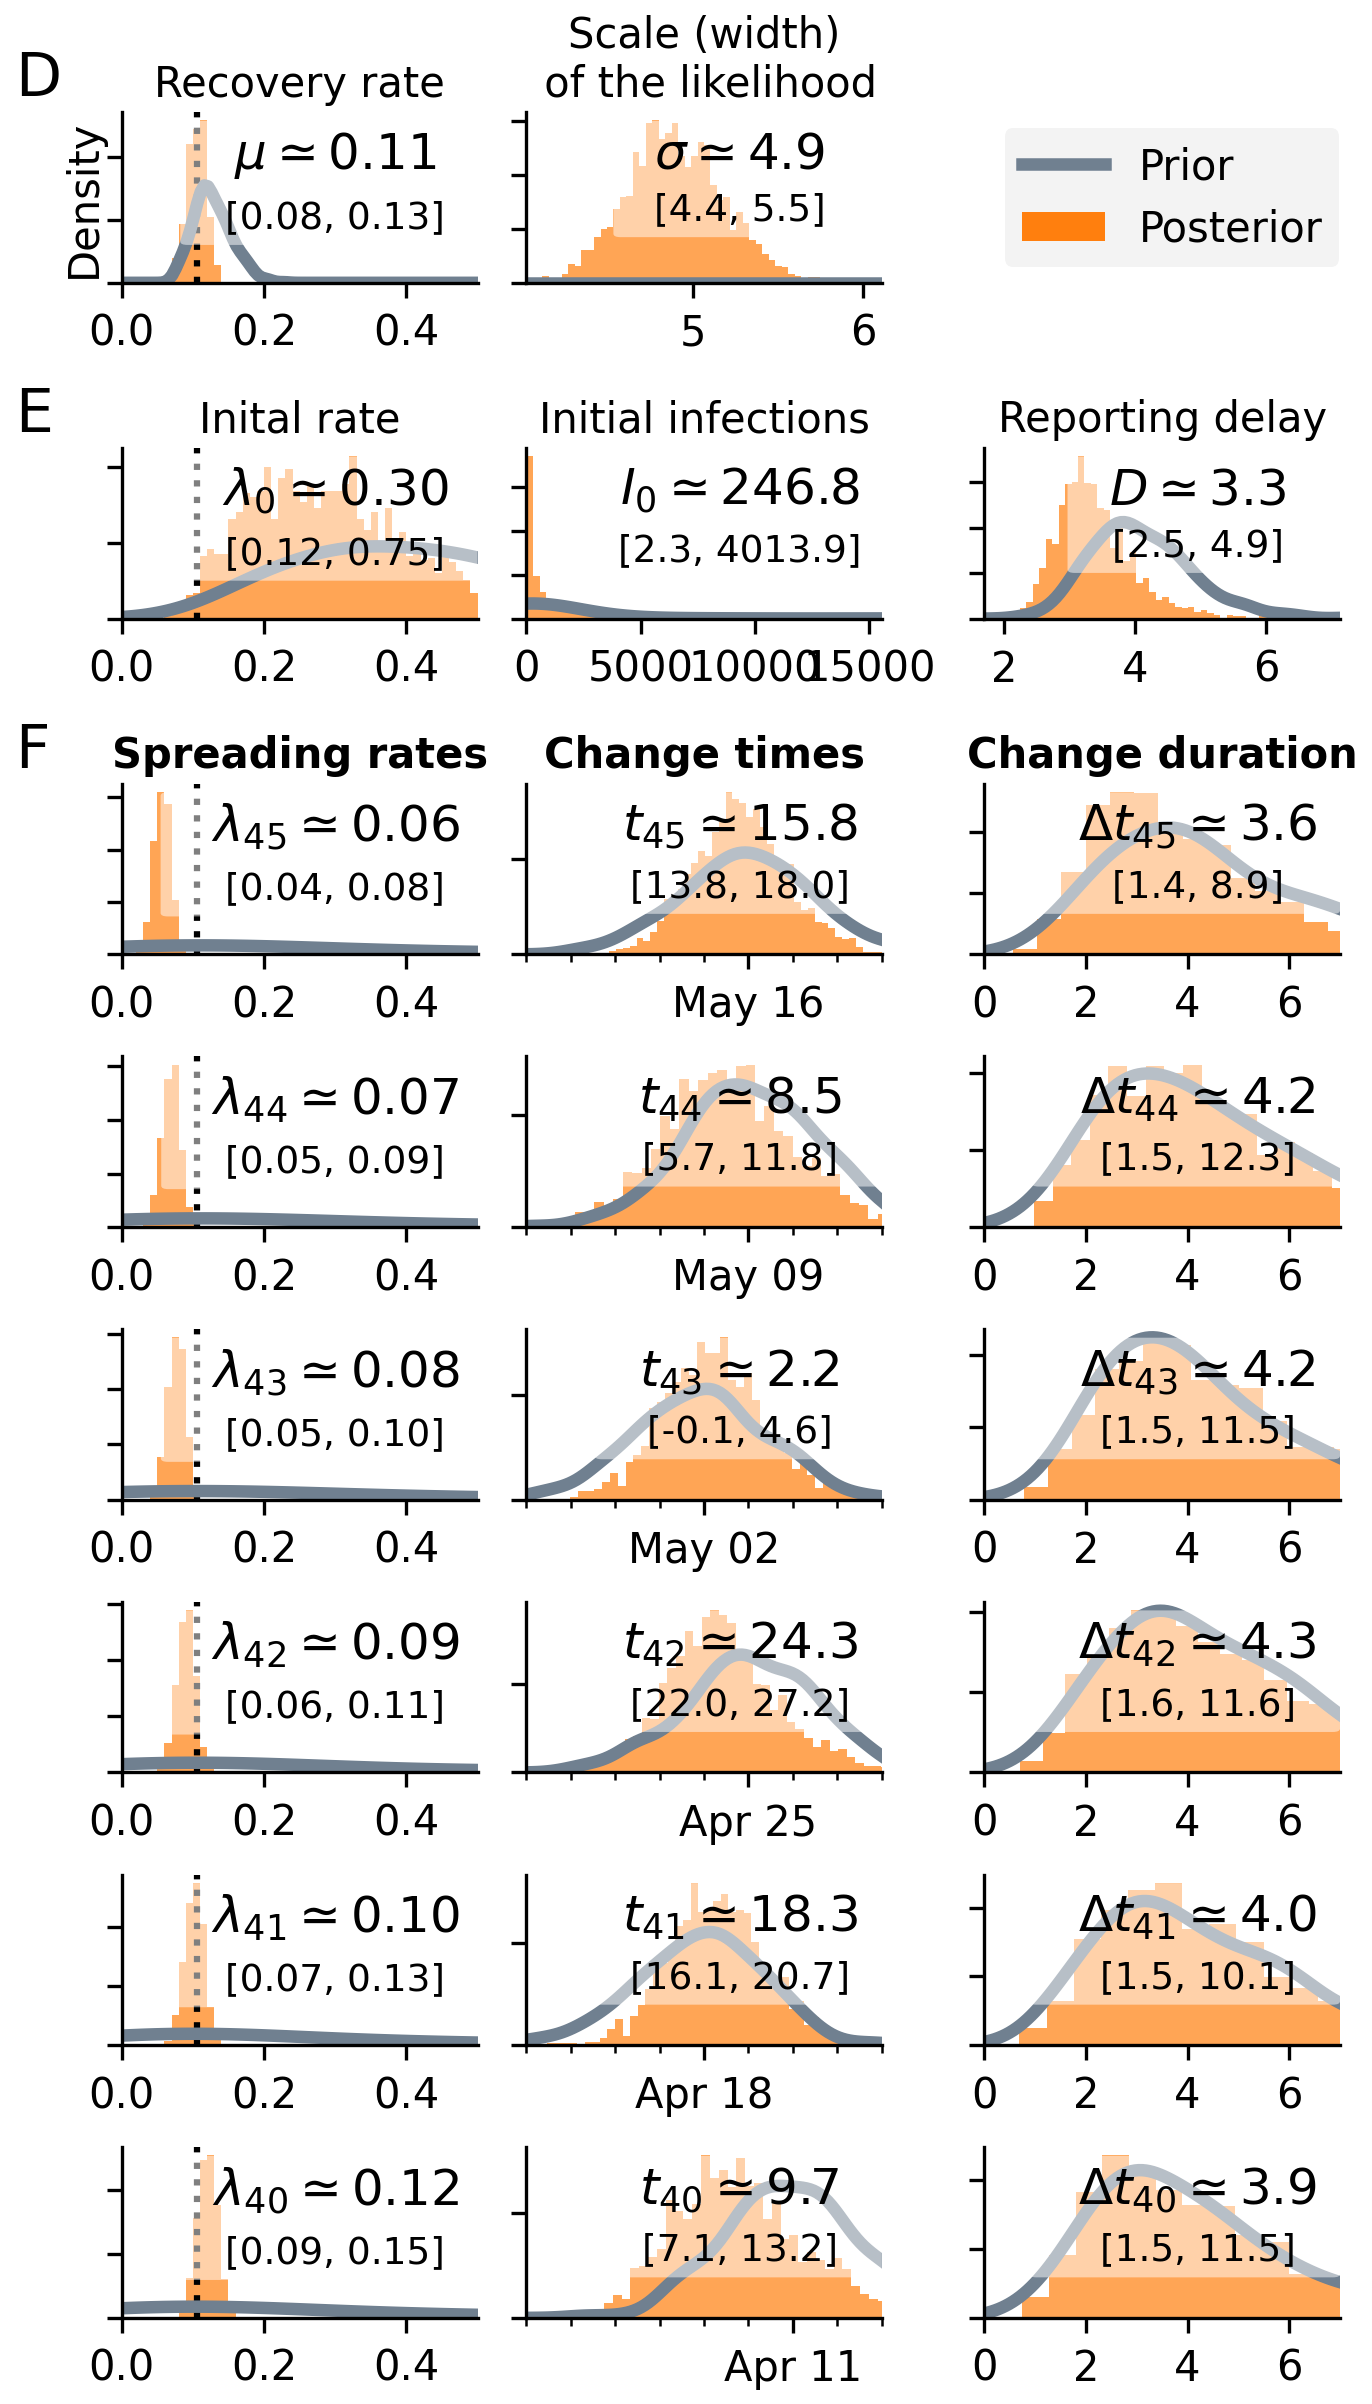 D
Recovery rate
Scale (width)
of the likelihood
Density
μ ≃ 0.11
[0.08, 0.13]
0.0 0.2 0.4
σ ≃ 4.9
[4.4, 5.5]
5 6
Prior
Posterior
E
Inital rate
λ0 ≃ 0.30
[0.12, 0.75]
0.0 0.2 0.4
Initial infections
I0 ≃ 246.8
[2.3, 4013.9]
0 5000 10000 15000
Reporting delay
D ≃ 3.3
[2.5, 4.9]
2 4 6
F
Spreading rates
Change times
Change duration
λ45 ≃ 0.06
[0.04, 0.08]
0.0 0.2 0.4
t45 ≃ 15.8
[13.8, 18.0]
May 16
Δt45 ≃ 3.6
[1.4, 8.9]
0 2 4 6
λ44 ≃ 0.07
[0.05, 0.09]
0.0 0.2 0.4
t44 ≃ 8.5
[5.7, 11.8]
May 09
Δt44 ≃ 4.2
[1.5, 12.3]
0 2 4 6
λ43 ≃ 0.08
[0.05, 0.10]
0.0 0.2 0.4
t43 ≃ 2.2
[-0.1, 4.6]
May 02
Δt43 ≃ 4.2
[1.5, 11.5]
0 2 4 6
λ42 ≃ 0.09
[0.06, 0.11]
0.0 0.2 0.4
t42 ≃ 24.3
[22.0, 27.2]
Apr 25
Δt42 ≃ 4.3
[1.6, 11.6]
0 2 4 6
λ41 ≃ 0.10
[0.07, 0.13]
0.0 0.2 0.4
t41 ≃ 18.3
[16.1, 20.7]
Apr 18
Δt41 ≃ 4.0
[1.5, 10.1]
0 2 4 6
λ40 ≃ 0.12
[0.09, 0.15]
0.0 0.2 0.4
t40 ≃ 9.7
[7.1, 13.2]
Apr 11
Δt40 ≃ 3.9
[1.5, 11.5]
0 2 4 6